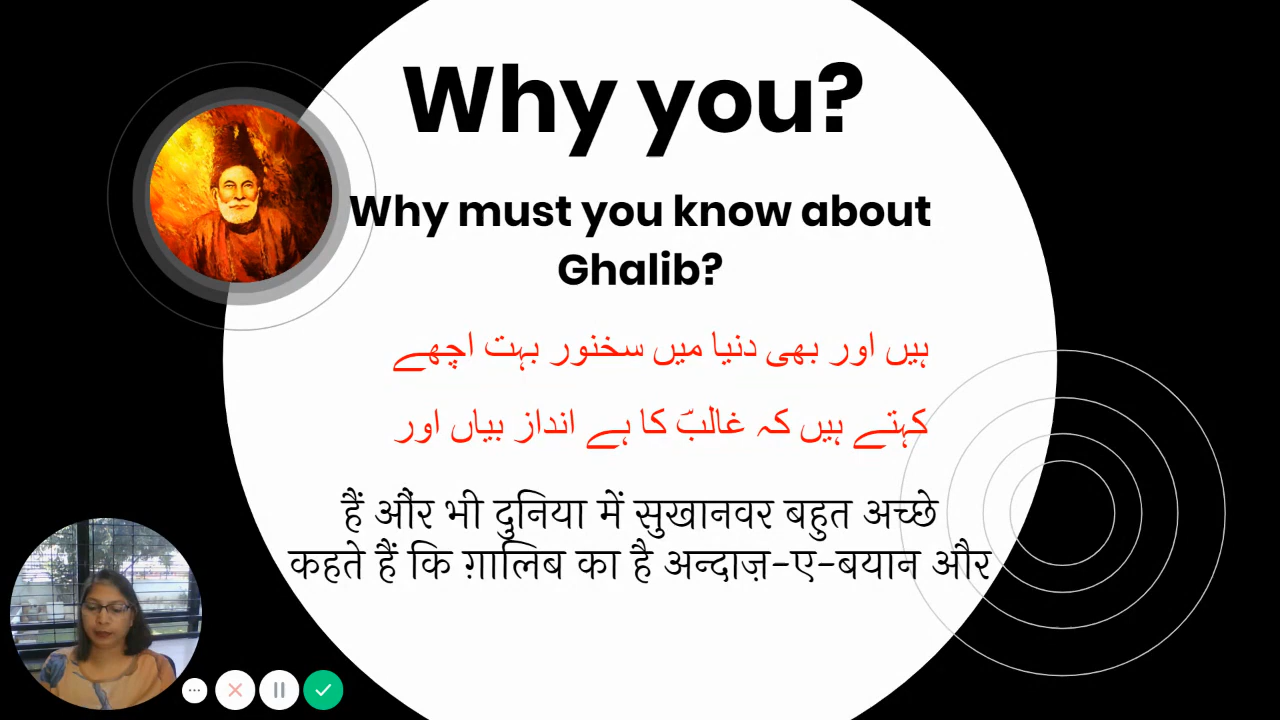 Why you?
Why must you know about
Ghalib?
ہیں اور بھی دنیا میں سخنور بہت اچھے
کہتے ہیں کہ غالبؔ کا ہے انداز بیاں اور
हैं औंर भी दुनिया में सुखानवर बहुत अच्छे
कहते हैं कि ग़ालिब का है अन्दाज़-ए-बयान और